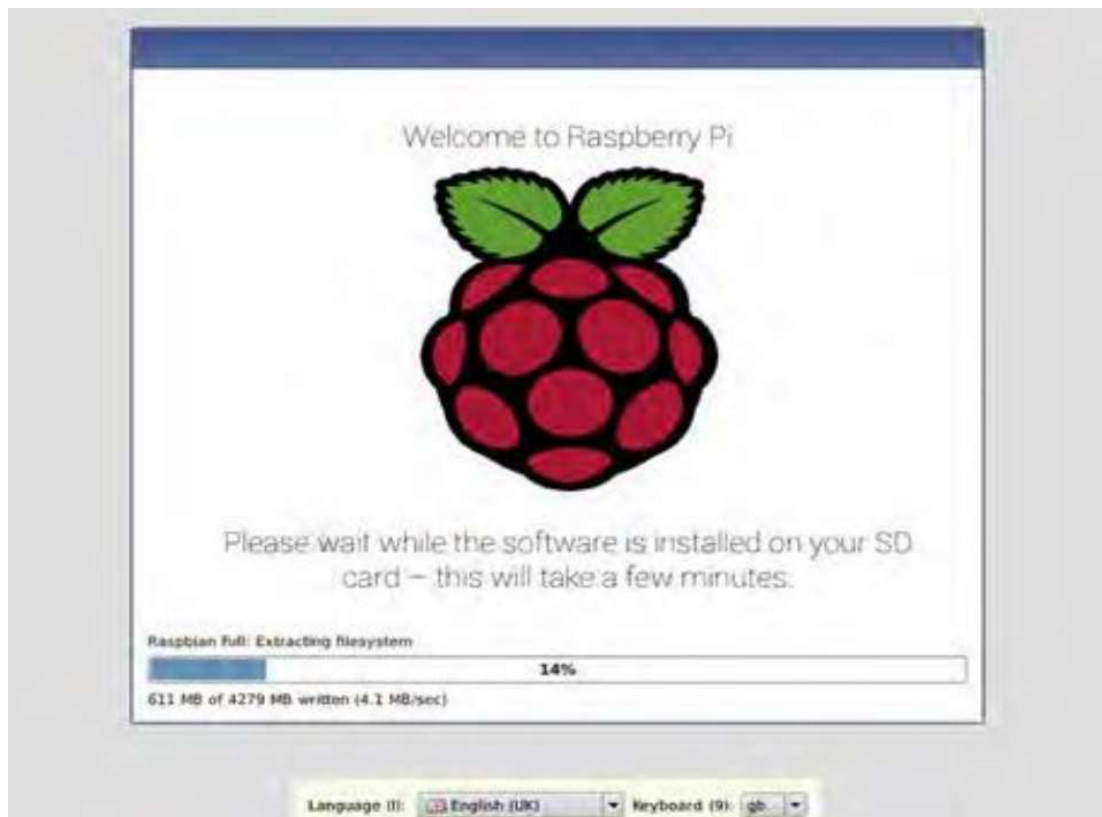 Welcome to Raspberry Pi
Please wait while the software is installed on your SD
card – this will take a few minutes.
Raspbian Full: Extracting filesystem
14%
611 MB of 4279 MB written (4.1 MB/sec)
Language (l): English (UK) Keyboard (9): gb